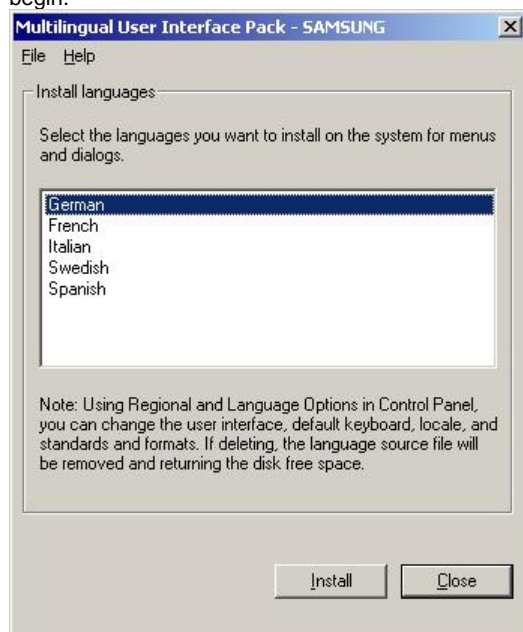 begin.
Multilingual User Interface Pack - SAMSUNG
File Help
Install languages
Select the languages you want to install on the system for menus
and dialogs.
German
French
Italian
Swedish
Spanish
Note: Using Regional and Language Options in Control Panel,
you can change the user interface, default keyboard, locale, and
standards and formats. If deleting, the language source file will
be removed and returning the disk free space.
Install Close